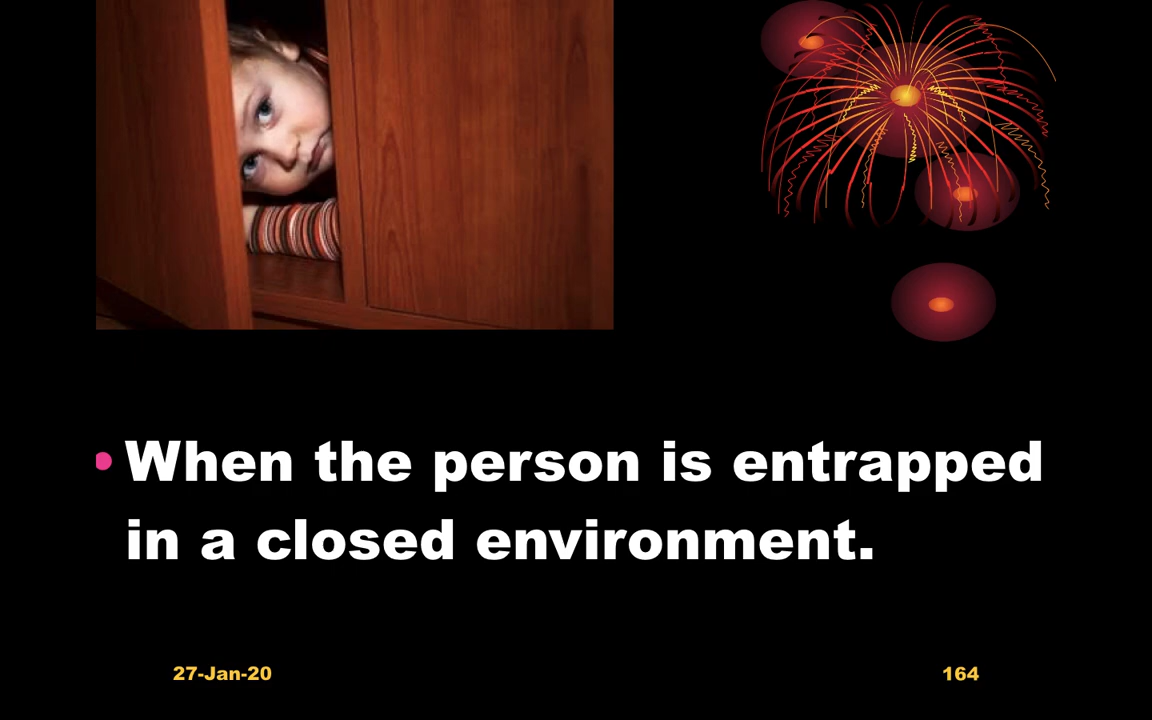 When the person is entrapped
in a closed environment.
27-Jan-20
164